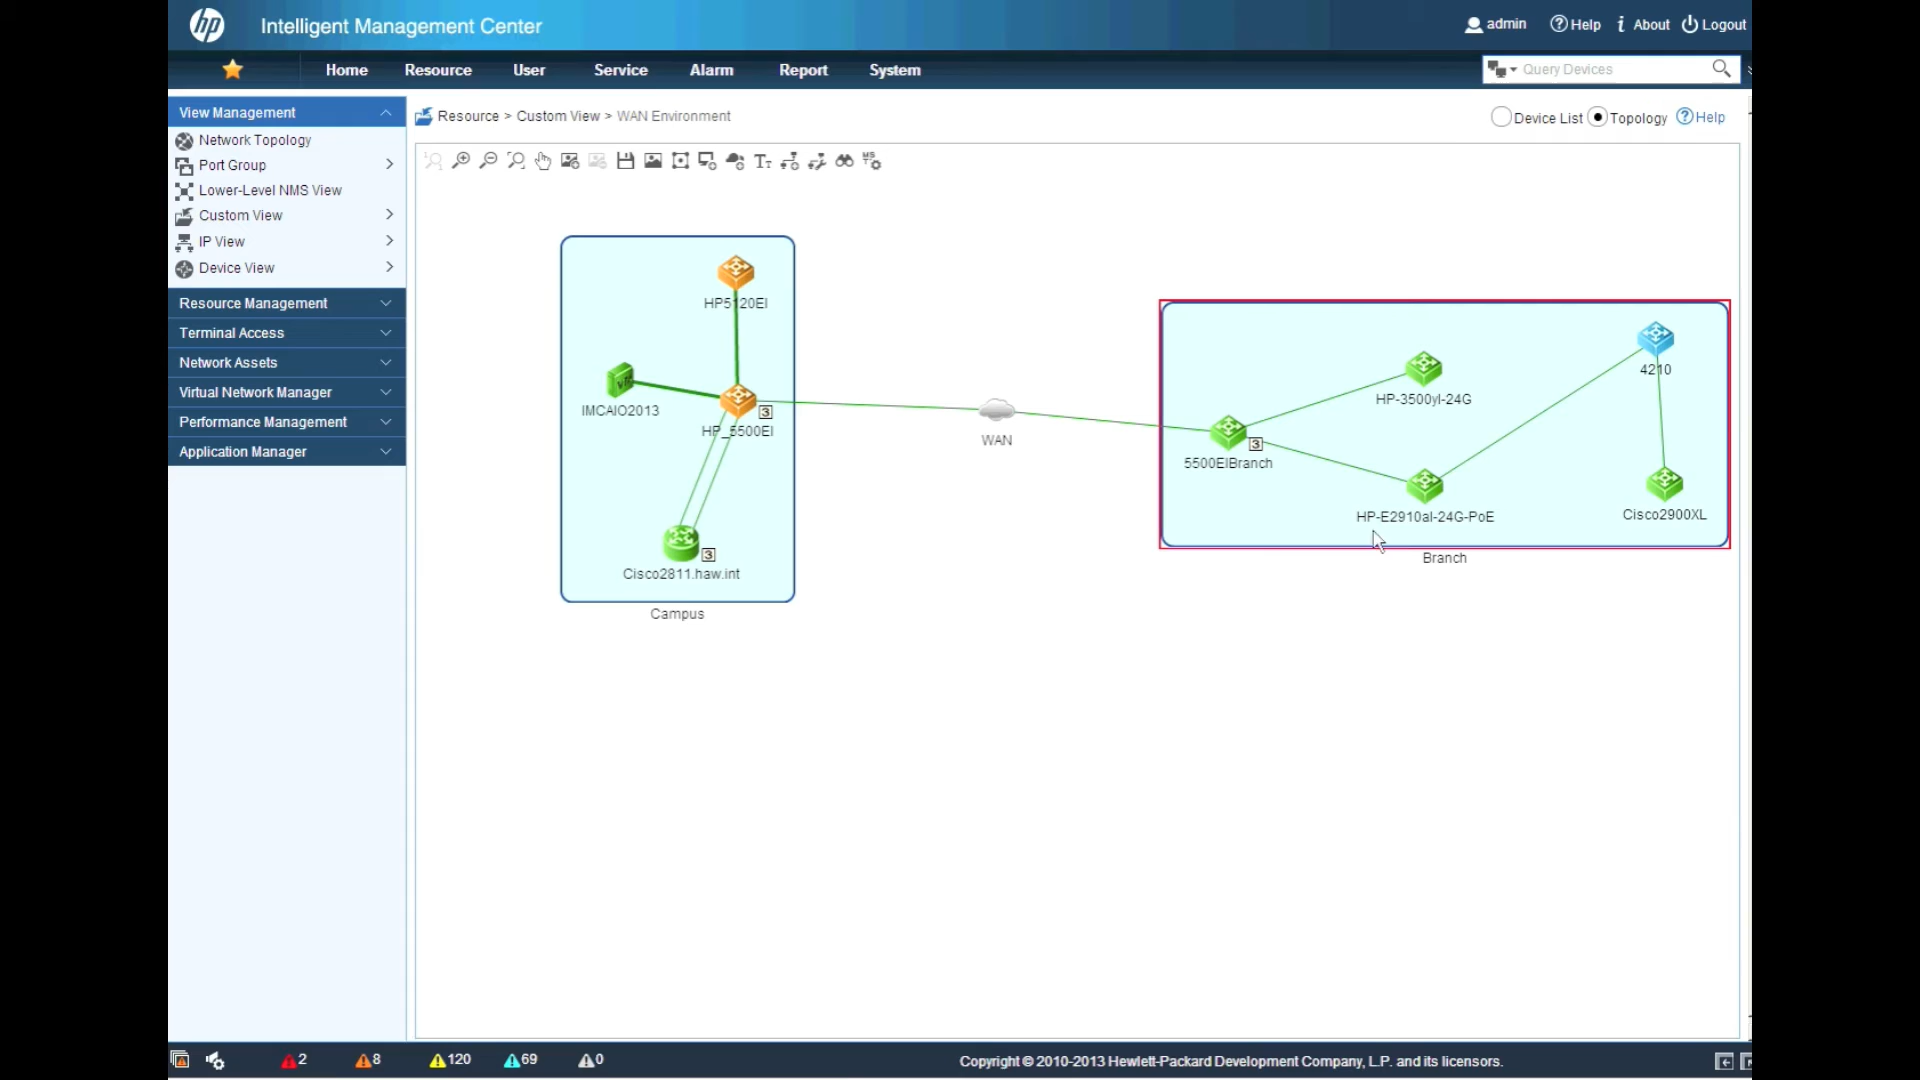 hp Intelligent Management Center
admin Help About Logout
Home Resource User Service Alarm Report System
Query Devices
View Management
Network Topology
Port Group
Lower-Level NMS View
Custom View
IP View
Device View
Resource Management
Terminal Access
Network Assets
Virtual Network Manager
Performance Management
Application Manager
Resource > Custom View > WAN Environment
Device List Topology Help
HP5120EI
IMCAIO2013
3
HP_5500EI
3
Cisco2811.haw.int
Campus
WAN
4210
HP-3500yl-24G
3
5500EIBranch
HP-E2910al-24G-PoE
Cisco2900XL
Branch
2 8 120 69 0
Copyright © 2010-2013 Hewlett-Packard Development Company, L.P. and its licensors.